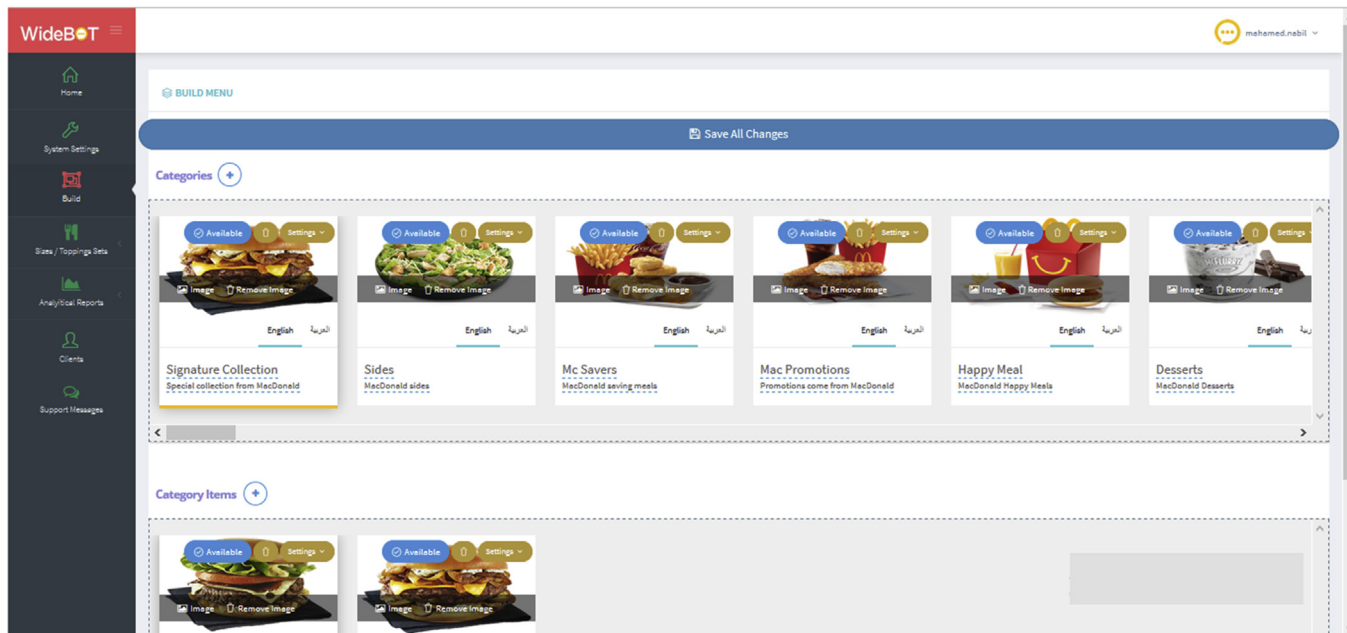 WideBOT
mahamed.nabil
Home
System Settings
Build
Sizes / Toppings Sets
Analyitical Reports
Clients
Support Messages
BUILD MENU
Save All Changes
Categories
Available Settings
Image Remove Image
English العربية
Signature Collection
Special collection from MacDonald
Available Settings
Image Remove Image
English العربية
Sides
MacDonald sides
Available Settings
Image Remove Image
English العربية
Mc Savers
MacDonald saving meals
Available Settings
Image Remove Image
English العربية
Mac Promotions
Promotions come from MacDonald
Available Settings
Image Remove Image
English العربية
Happy Meal
MacDonald Happy Meals
Available Settings
Image Remove Image
English
Desserts
MacDonald Desserts
Category Items
Available Settings
Image Remove Image
Available Settings
Image Remove Image